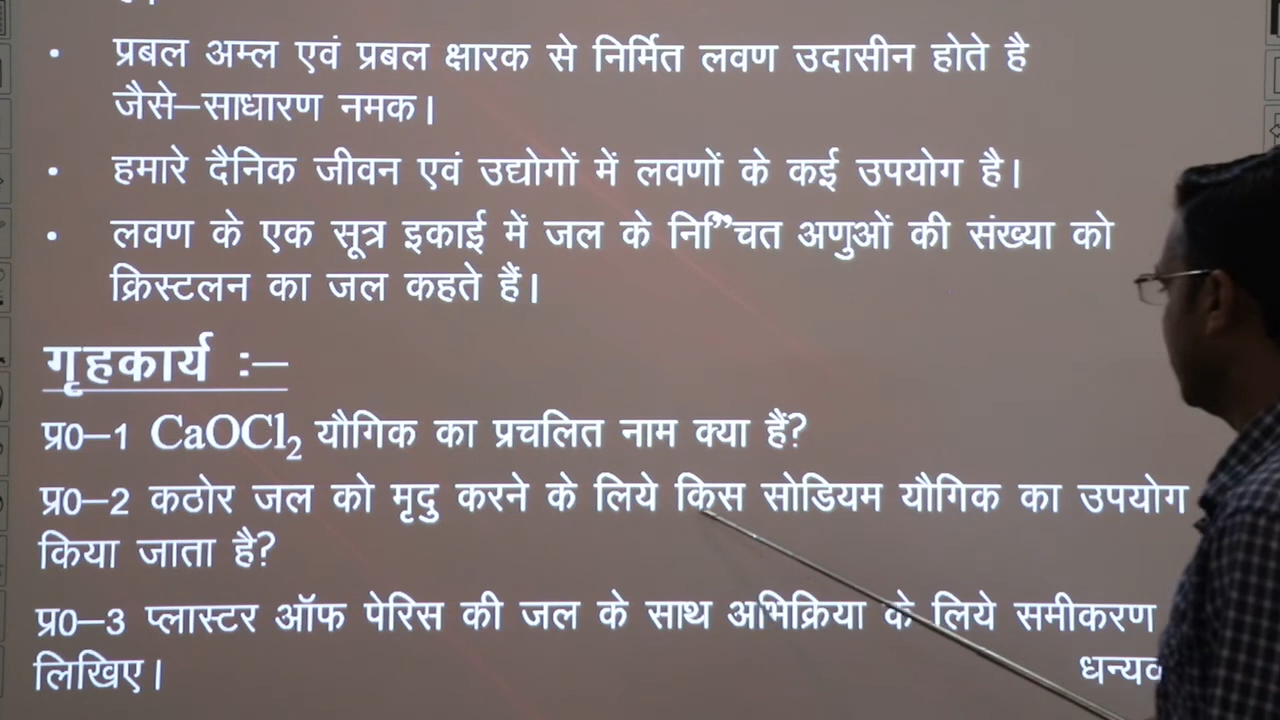 • प्रबल अम्ल एवं प्रबल क्षारक से निर्मित लवण उदासीन होते है
जैसे–साधारण नमक।
• हमारे दैनिक जीवन एवं उद्योगों में लवणों के कई उपयोग है।
• लवण के एक सूत्र इकाई में जल के निर्”चत अणुओं की संख्या को
क्रिस्टलन का जल कहते हैं।
गृहकार्य :–
प्र0–1 CaOCl₂ यौगिक का प्रचलित नाम क्या हैं?
प्र0–2 कठोर जल को मृदु करने के लिये किस सोडियम यौगिक का उपयोग
किया जाता है?
प्र0–3 प्लास्टर ऑफ पेरिस की जल के साथ अभिक्रिया के लिये समीकरण
लिखिए।